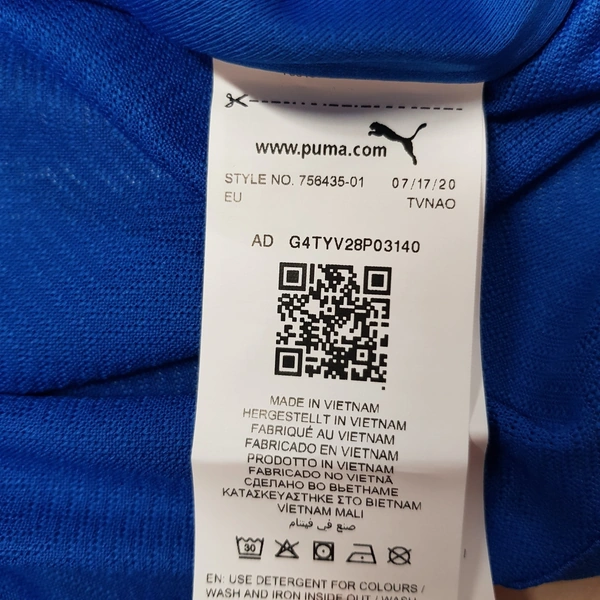 www.puma.com
STYLE NO. 756435-01 07/17/20
EU TVNAO
AD G4TYV28P03140
MADE IN VIETNAM
HERGESTELLT IN VIETNAM
FABRIQUÉ AU VIETNAM
FABRICADO EN VIETNAM
PRODOTTO IN VIETNAM
FABRICADO NO VIETNÃ
СДЕЛАНО ВО ВЬЕТНАМЕ
ΚΑΤΑΣΚΕΥΑΣΤΗΚΕ ΣΤΟ ΒΙΕΤΝΑΜ
VİETNAM MALI
صنع في فيتنام
30
EN: USE DETERGENT FOR COLOURS /
WASH AND IRON INSIDE OUT / WASH